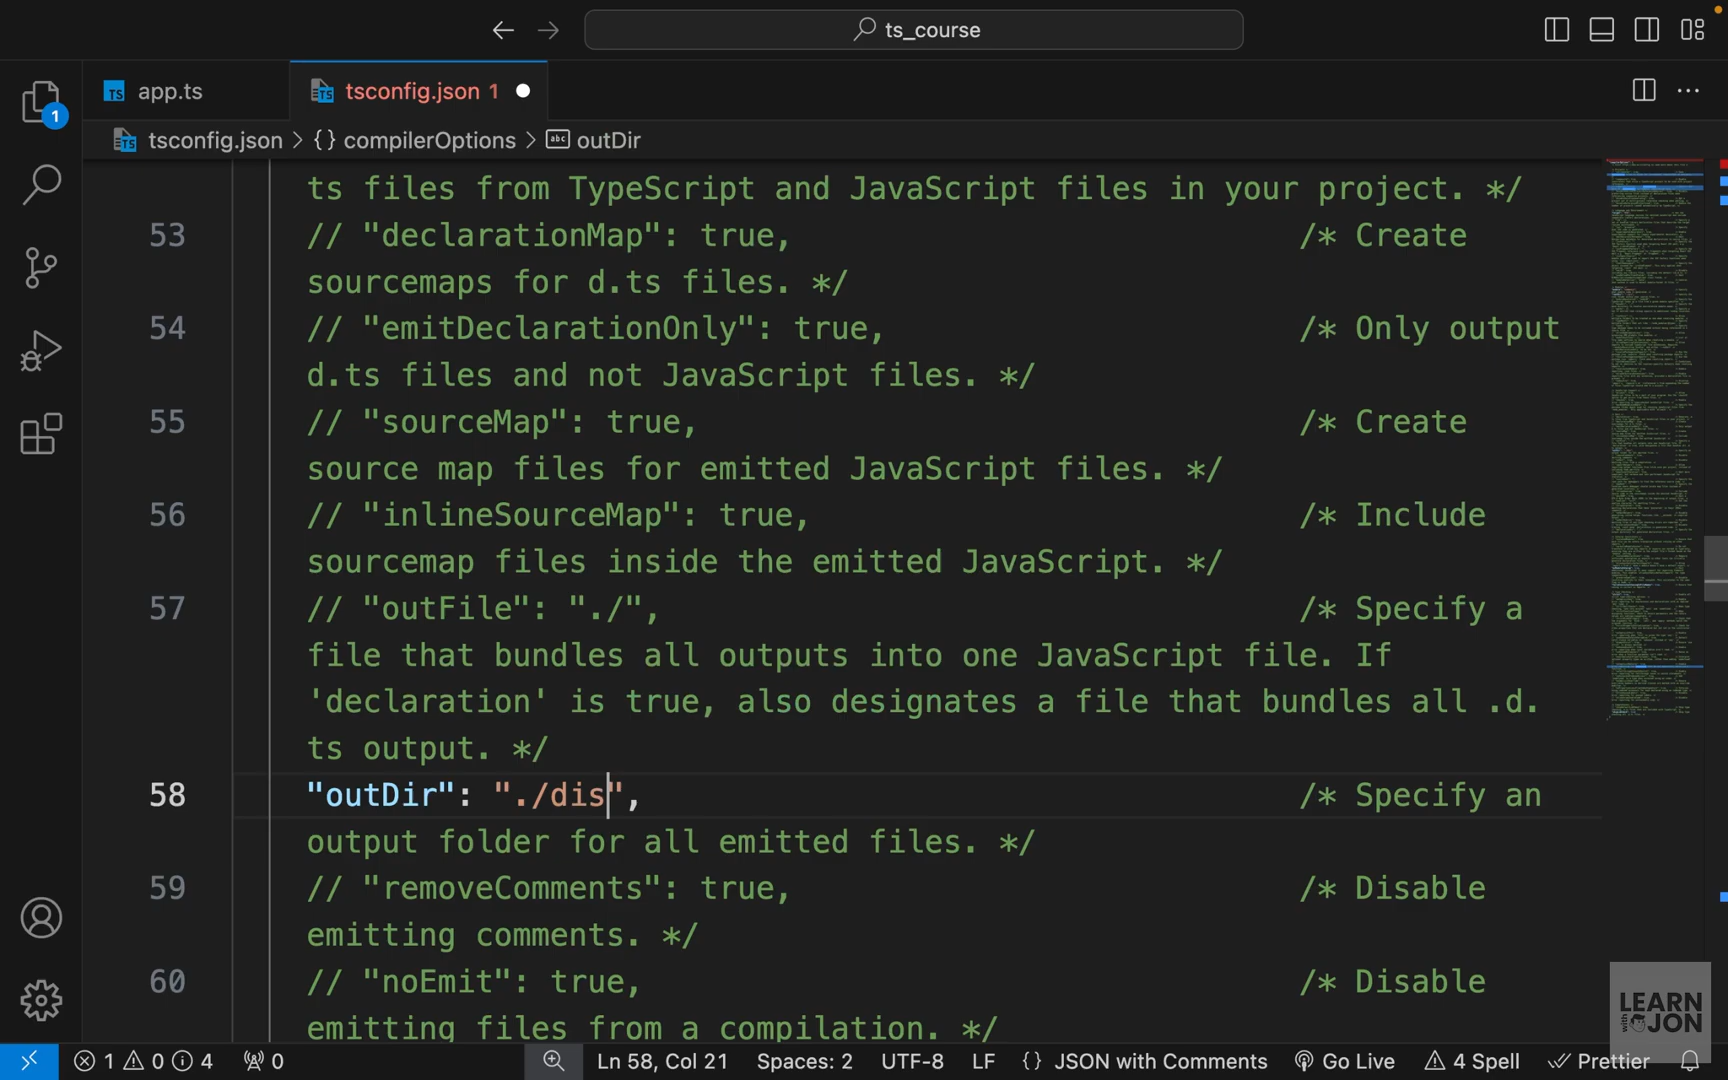 ts_course
1
app.ts
tsconfig.json 1
tsconfig.json > {} compilerOptions > abc outDir
ts files from TypeScript and JavaScript files in your project. */
53 // "declarationMap": true, /* Create
sourcemaps for d.ts files. */
54 // "emitDeclarationOnly": true, /* Only output
d.ts files and not JavaScript files. */
55 // "sourceMap": true, /* Create
source map files for emitted JavaScript files. */
56 // "inlineSourceMap": true, /* Include
sourcemap files inside the emitted JavaScript. */
57 // "outFile": "./", /* Specify a
file that bundles all outputs into one JavaScript file. If
'declaration' is true, also designates a file that bundles all .d.
ts output. */
58 "outDir": "./dis", /* Specify an
output folder for all emitted files. */
59 // "removeComments": true, /* Disable
emitting comments. */
60 // "noEmit": true, /* Disable
emitting files from a compilation. */
LEARN
with JON
1 0 4 0 Ln 58, Col 21 Spaces: 2 UTF-8 LF {} JSON with Comments Go Live 4 Spell Prettier